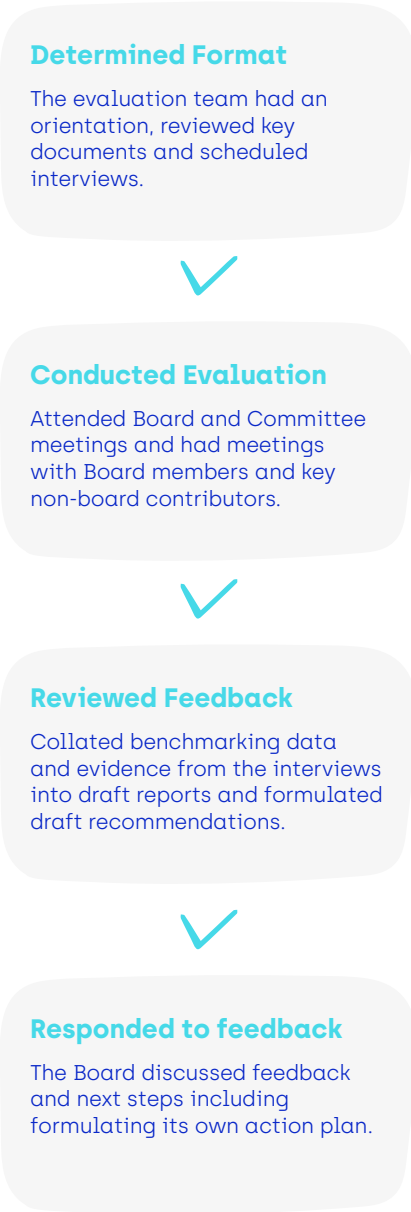 Determined Format
The evaluation team had an
orientation, reviewed key
documents and scheduled
interviews.
Conducted Evaluation
Attended Board and Committee
meetings and had meetings
with Board members and key
non-board contributors.
Reviewed Feedback
Collated benchmarking data
and evidence from the interviews
into draft reports and formulated
draft recommendations.
Responded to feedback
The Board discussed feedback
and next steps including
formulating its own action plan.